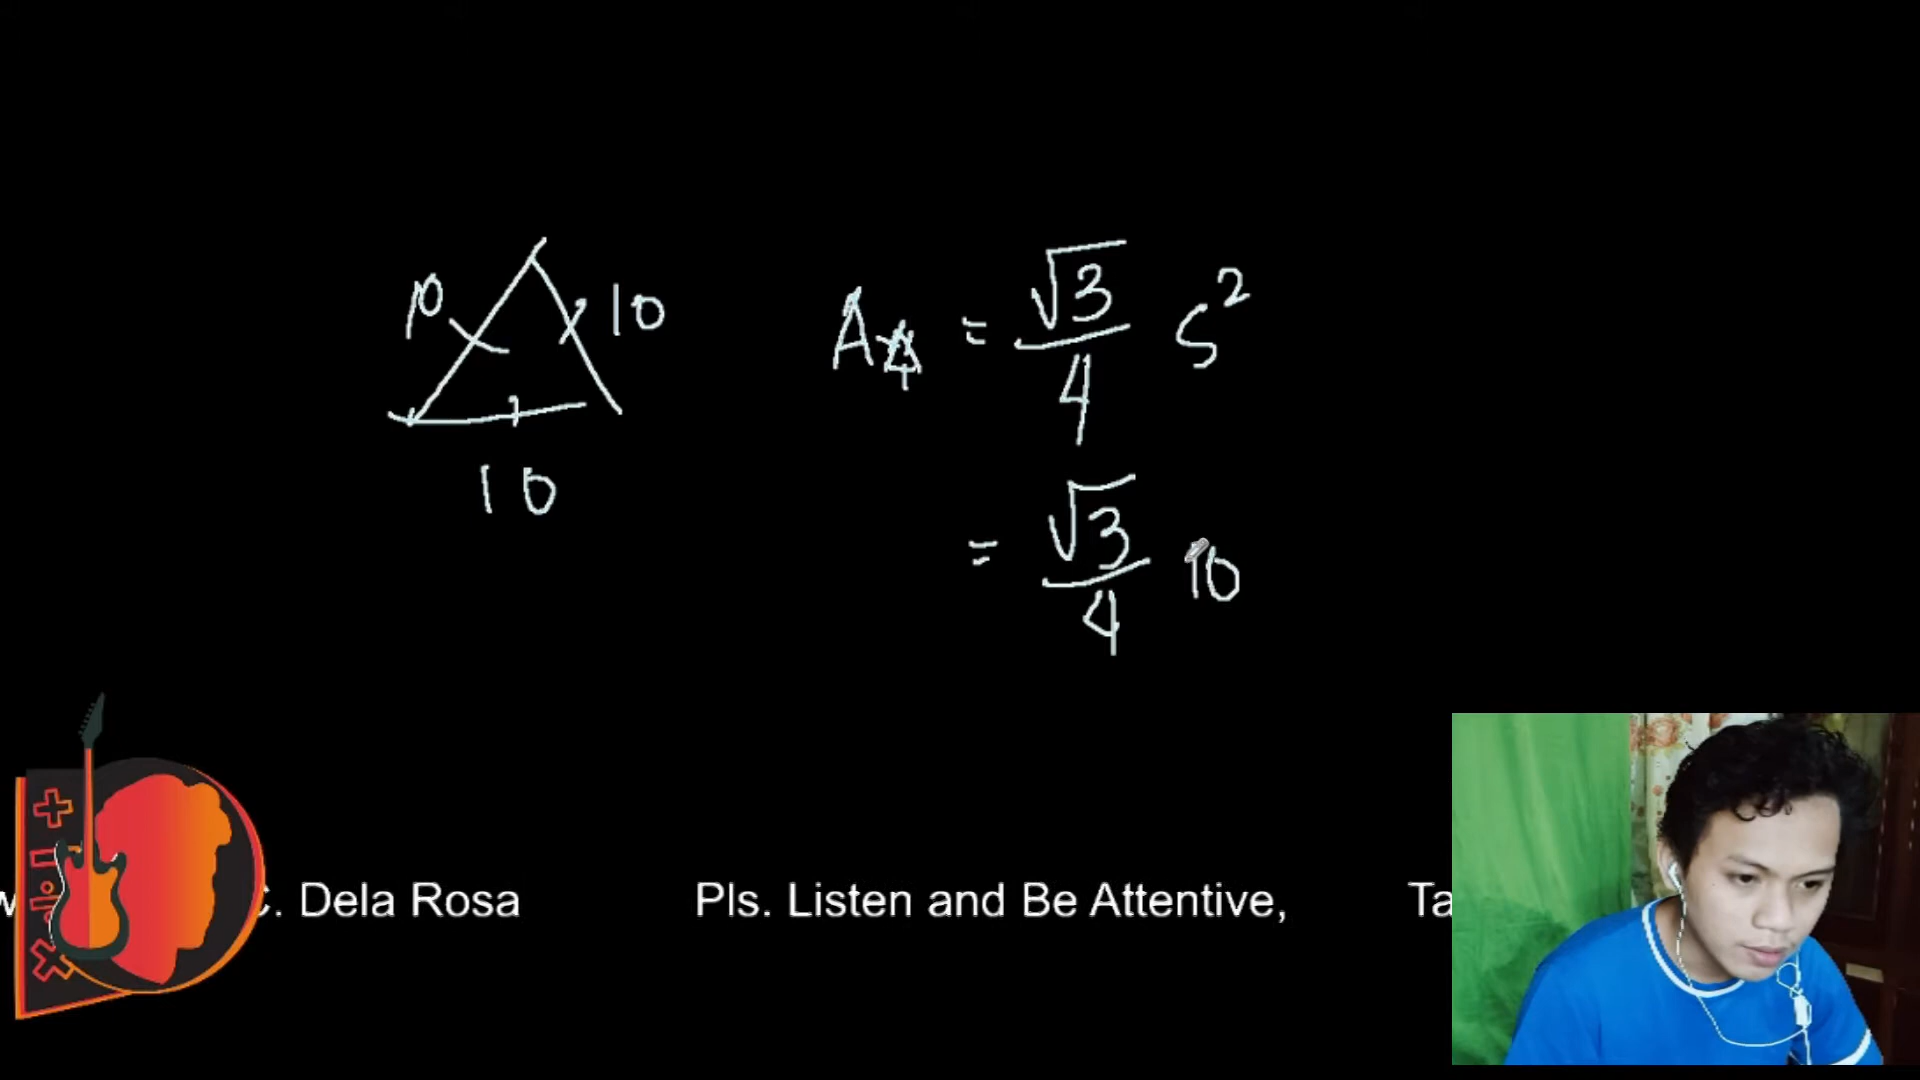 10
10
10
A△ = √3/4 s²
= √3/4 10
C. Dela Rosa Pls. Listen and Be Attentive, Ta